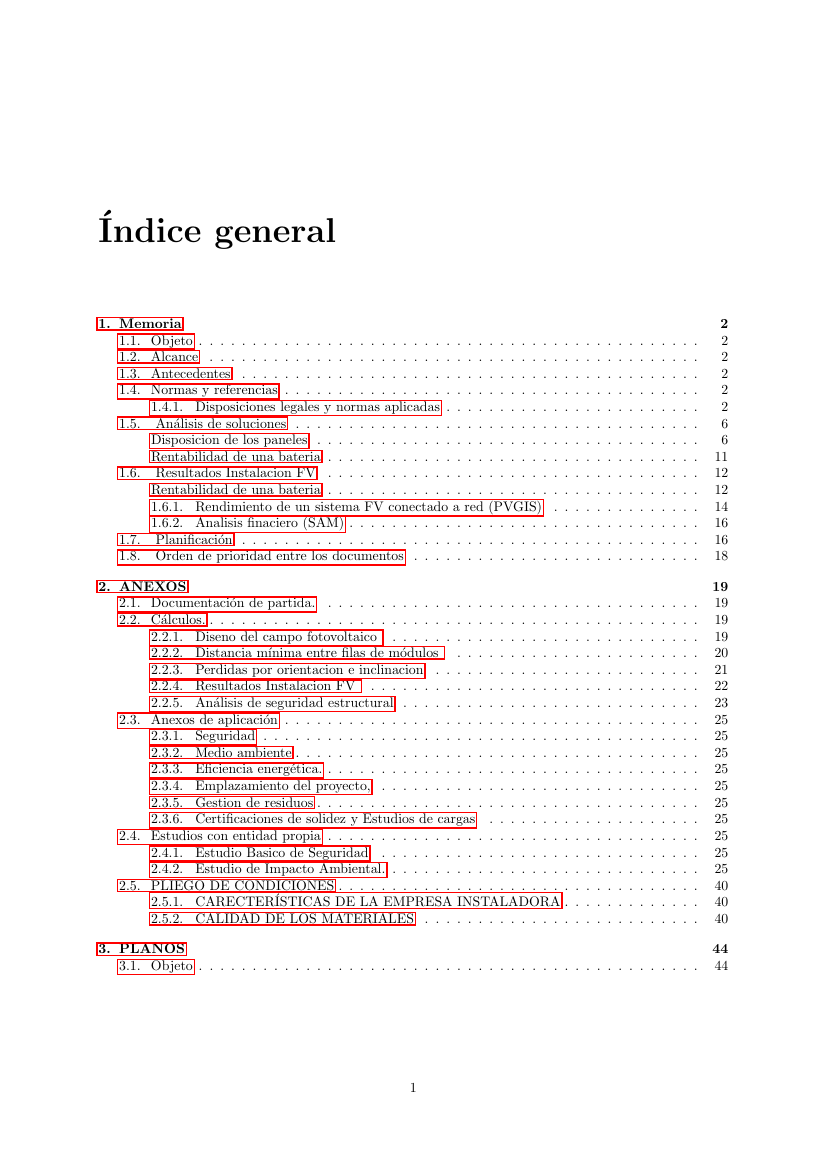 Índice general
1. Memoria 2
1.1. Objeto . . . . . . . . . . . . . . . . . . . . 2
1.2. Alcance . . . . . . . . . . . . . . . . . . . . 2
1.3. Antecedentes . . . . . . . . . . . . . . . . . . . . 2
1.4. Normas y referencias . . . . . . . . . . . . . . . . . . . . 2
1.4.1. Disposiciones legales y normas aplicadas . . . . . . . . . . . . . . . . . . . . 2
1.5. Análisis de soluciones . . . . . . . . . . . . . . . . . . . . 6
Disposicion de los paneles . . . . . . . . . . . . . . . . . . . . 6
Rentabilidad de una bateria . . . . . . . . . . . . . . . . . . . . 11
1.6. Resultados Instalacion FV . . . . . . . . . . . . . . . . . . . . 12
Rentabilidad de una bateria . . . . . . . . . . . . . . . . . . . . 12
1.6.1. Rendimiento de un sistema FV conectado a red (PVGIS) . . . . . . . . . . . . . . 14
1.6.2. Analisis finaciero (SAM) . . . . . . . . . . . . . . . . . . . . 16
1.7. Planificación . . . . . . . . . . . . . . . . . . . . 16
1.8. Orden de prioridad entre los documentos . . . . . . . . . . . . . . . . . . . . 18
2. ANEXOS 19
2.1. Documentación de partida. . . . . . . . . . . . . . . . . . . . . 19
2.2. Cálculos. . . . . . . . . . . . . . . . . . . . . 19
2.2.1. Diseno del campo fotovoltaico . . . . . . . . . . . . . . . . . . . . 19
2.2.2. Distancia mínima entre filas de módulos . . . . . . . . . . . . . . . . . . . . 20
2.2.3. Perdidas por orientacion e inclinacion . . . . . . . . . . . . . . . . . . . . 21
2.2.4. Resultados Instalacion FV . . . . . . . . . . . . . . . . . . . . 22
2.2.5. Análisis de seguridad estructural . . . . . . . . . . . . . . . . . . . . 23
2.3. Anexos de aplicación . . . . . . . . . . . . . . . . . . . . 25
2.3.1. Seguridad . . . . . . . . . . . . . . . . . . . . 25
2.3.2. Medio ambiente . . . . . . . . . . . . . . . . . . . . 25
2.3.3. Eficiencia energética. . . . . . . . . . . . . . . . . . . . . 25
2.3.4. Emplazamiento del proyecto. . . . . . . . . . . . . . . . . . . . . 25
2.3.5. Gestion de residuos . . . . . . . . . . . . . . . . . . . . 25
2.3.6. Certificaciones de solidez y Estudios de cargas . . . . . . . . . . . . . . . . . . . . 25
2.4. Estudios con entidad propia . . . . . . . . . . . . . . . . . . . . 25
2.4.1. Estudio Basico de Seguridad . . . . . . . . . . . . . . . . . . . . 25
2.4.2. Estudio de Impacto Ambiental. . . . . . . . . . . . . . . . . . . . . 25
2.5. PLIEGO DE CONDICIONES . . . . . . . . . . . . . . . . . . . . 40
2.5.1. CARECTERÍSTICAS DE LA EMPRESA INSTALADORA . . . . . . . . . . . . . 40
2.5.2. CALIDAD DE LOS MATERIALES . . . . . . . . . . . . . . . . . . . . 40
3. PLANOS 44
3.1. Objeto . . . . . . . . . . . . . . . . . . . . 44
1